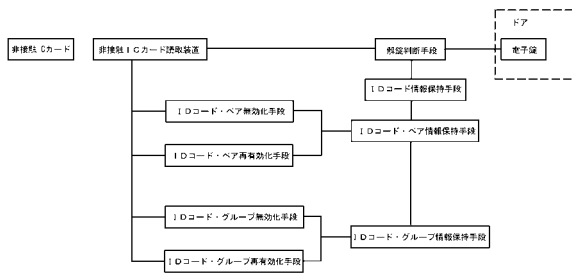 ドア
非接触 Cカード
非接触ICカード読取装置
解錠判断手段
電子錠
IDコード情報保持手段
IDコード・ペア無効化手段
IDコード・ペア情報保持手段
IDコード・ペア再有効化手段
IDコード・グループ無効化手段
IDコード・グループ情報保持手段
IDコード・グループ再有効化手段